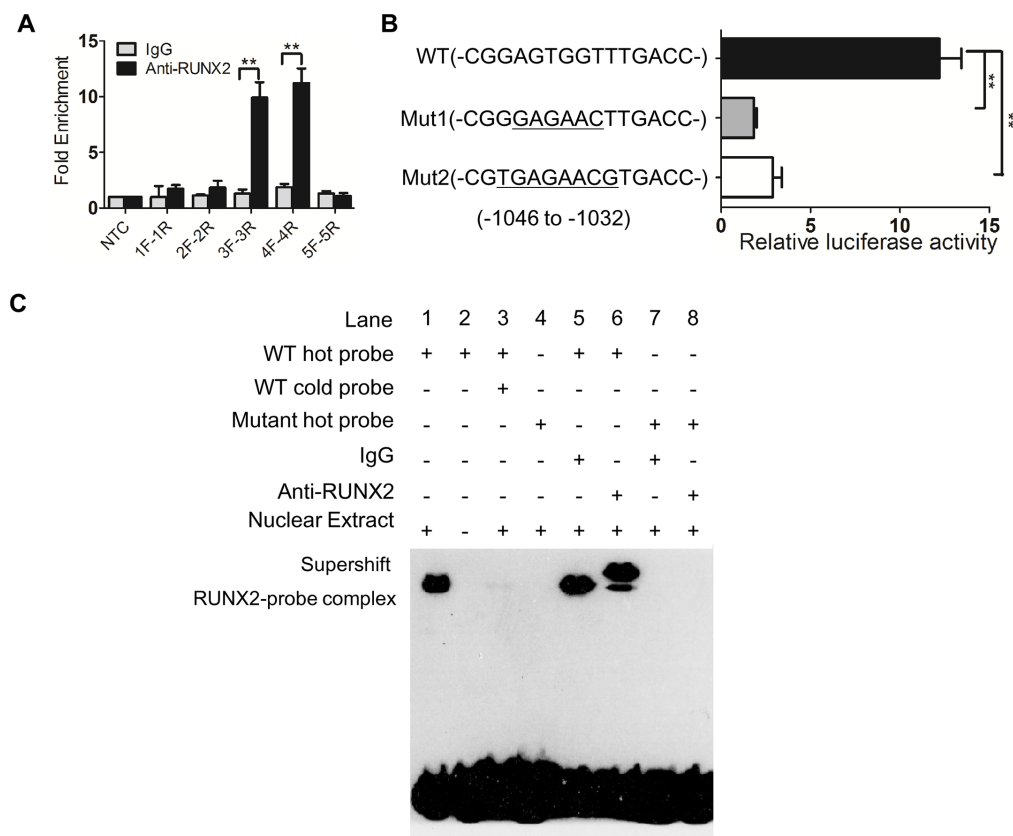 A
15
10
5
0
Fold Enrichment
IgG
Anti-RUNX2
**
**
NTC
1F-1R
2F-2R
3F-3R
4F-4R
5F-5R
B
WT(-CGGAGTGGTTTGACC-)
Mut1(-CGGGAGAACTTGACC-)
Mut2(-CGTGAGAACGTGACC-)
(-1046 to -1032)
**
**
0
5
10
15
Relative luciferase activity
C
Lane 1 2 3 4 5 6 7 8
WT hot probe + + + - + + - -
WT cold probe - - + - - - - -
Mutant hot probe - - - + - - + +
IgG - - - - + - + -
Anti-RUNX2 - - - - - + - +
Nuclear Extract + - + + + + + +
Supershift
RUNX2-probe complex